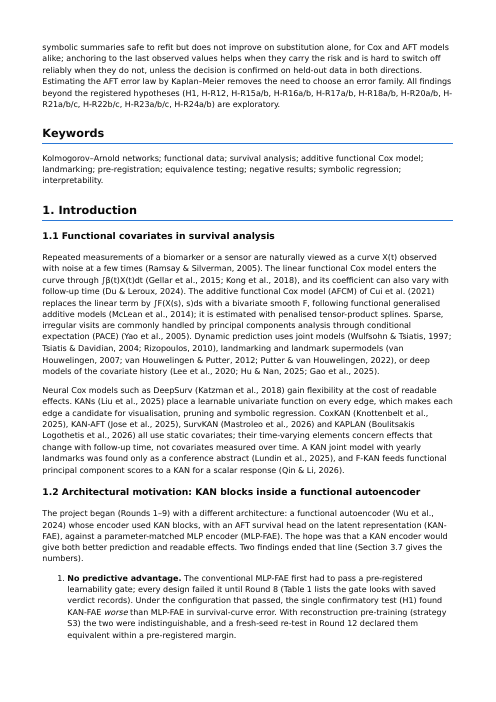 symbolic summaries safe to refit but does not improve on substitution alone, for Cox and AFT models
alike; anchoring to the last observed values helps when they carry the risk and is hard to switch off
reliably when they do not, unless the decision is confirmed on held-out data in both directions.
Estimating the AFT error law by Kaplan–Meier removes the need to choose an error family. All findings
beyond the registered hypotheses (H1, H-R12, H-R15a/b, H-R16a/b, H-R17a/b, H-R18a/b, H-R20a/b, H-
R21a/b/c, H-R22b/c, H-R23a/b/c, H-R24a/b) are exploratory.
Keywords
Kolmogorov–Arnold networks; functional data; survival analysis; additive functional Cox model;
landmarking; pre-registration; equivalence testing; negative results; symbolic regression;
interpretability.
1. Introduction
1.1 Functional covariates in survival analysis
Repeated measurements of a biomarker or a sensor are naturally viewed as a curve X(t) observed
with noise at a few times (Ramsay & Silverman, 2005). The linear functional Cox model enters the
curve through ∫β(t)X(t)dt (Gellar et al., 2015; Kong et al., 2018), and its coefficient can also vary with
follow-up time (Du & Leroux, 2024). The additive functional Cox model (AFCM) of Cui et al. (2021)
replaces the linear term by ∫F(X(s), s)ds with a bivariate smooth F, following functional generalised
additive models (McLean et al., 2014); it is estimated with penalised tensor-product splines. Sparse,
irregular visits are commonly handled by principal components analysis through conditional
expectation (PACE) (Yao et al., 2005). Dynamic prediction uses joint models (Wulfsohn & Tsiatis, 1997;
Tsiatis & Davidian, 2004; Rizopoulos, 2010), landmarking and landmark supermodels (van
Houwelingen, 2007; van Houwelingen & Putter, 2012; Putter & van Houwelingen, 2022), or deep
models of the covariate history (Lee et al., 2020; Hu & Nan, 2025; Gao et al., 2025).
Neural Cox models such as DeepSurv (Katzman et al., 2018) gain flexibility at the cost of readable
effects. KANs (Liu et al., 2025) place a learnable univariate function on every edge, which makes each
edge a candidate for visualisation, pruning and symbolic regression. CoxKAN (Knottenbelt et al.,
2025), KAN-AFT (Jose et al., 2025), SurvKAN (Mastroleo et al., 2026) and KAPLAN (Boulitsakis
Logothetis et al., 2026) all use static covariates; their time-varying elements concern effects that
change with follow-up time, not covariates measured over time. A KAN joint model with yearly
landmarks was found only as a conference abstract (Lundin et al., 2025), and F-KAN feeds functional
principal component scores to a KAN for a scalar response (Qin & Li, 2026).
1.2 Architectural motivation: KAN blocks inside a functional autoencoder
The project began (Rounds 1–9) with a different architecture: a functional autoencoder (Wu et al.,
2024) whose encoder used KAN blocks, with an AFT survival head on the latent representation (KAN-
FAE), against a parameter-matched MLP encoder (MLP-FAE). The hope was that a KAN encoder would
give both better prediction and readable effects. Two findings ended that line (Section 3.7 gives the
numbers).
1. No predictive advantage. The conventional MLP-FAE first had to pass a pre-registered
learnability gate; every design failed it until Round 8 (Table 1 lists the gate looks with saved
verdict records). Under the configuration that passed, the single confirmatory test (H1) found
KAN-FAE worse than MLP-FAE in survival-curve error. With reconstruction pre-training (strategy
S3) the two were indistinguishable, and a fresh-seed re-test in Round 12 declared them
equivalent within a pre-registered margin.